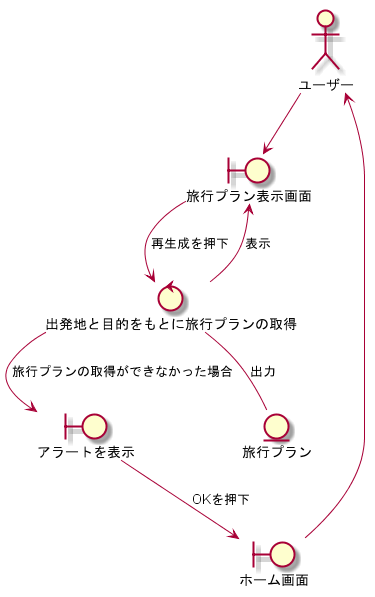 ユーザー
旅行プラン表示画面
再生成を押下
表示
出発地と目的をもとに旅行プランの取得
旅行プランの取得ができなかった場合
出力
アラートを表示
旅行プラン
OKを押下
ホーム画面